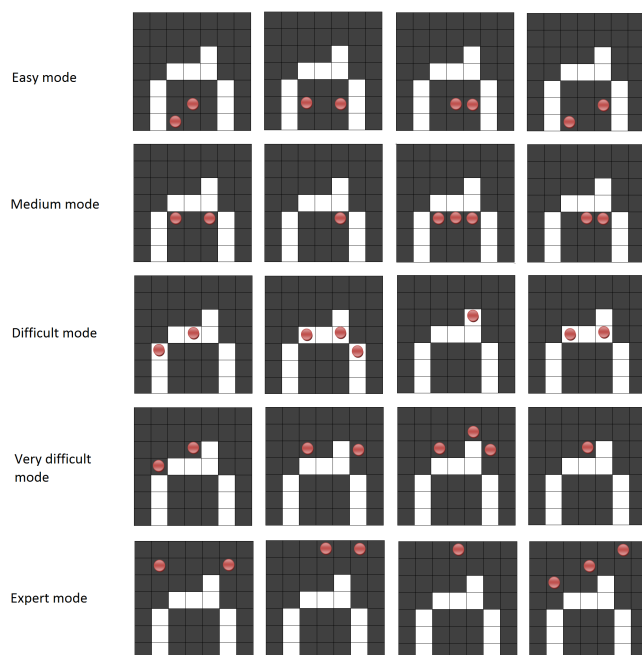 Easy mode
Medium mode
Difficult mode
Very difficult
mode
Expert mode